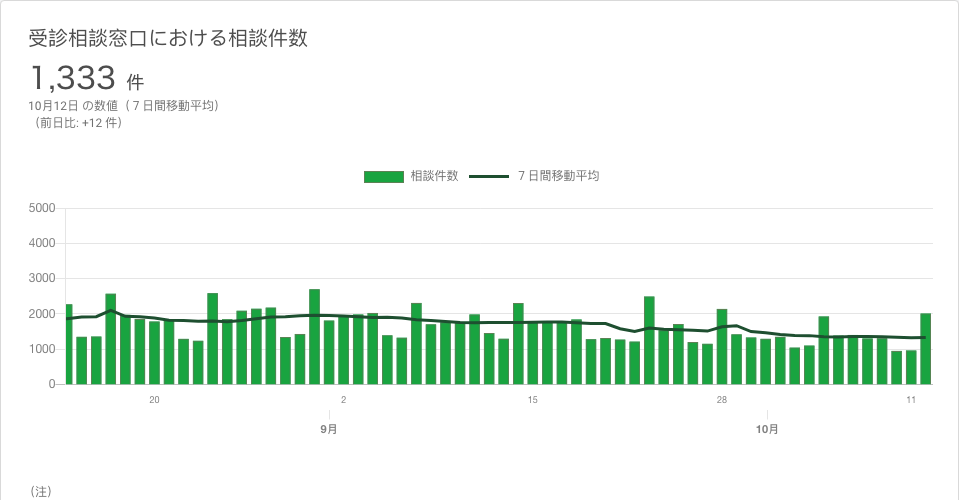 受診相談窓口における相談件数
1,333 件
10月12日 の数値（７日間移動平均）
（前日比: +12 件）
相談件数 ７日間移動平均
5000
4000
3000
2000
1000
0
20 2 15 28 11
9月 10月
（注）